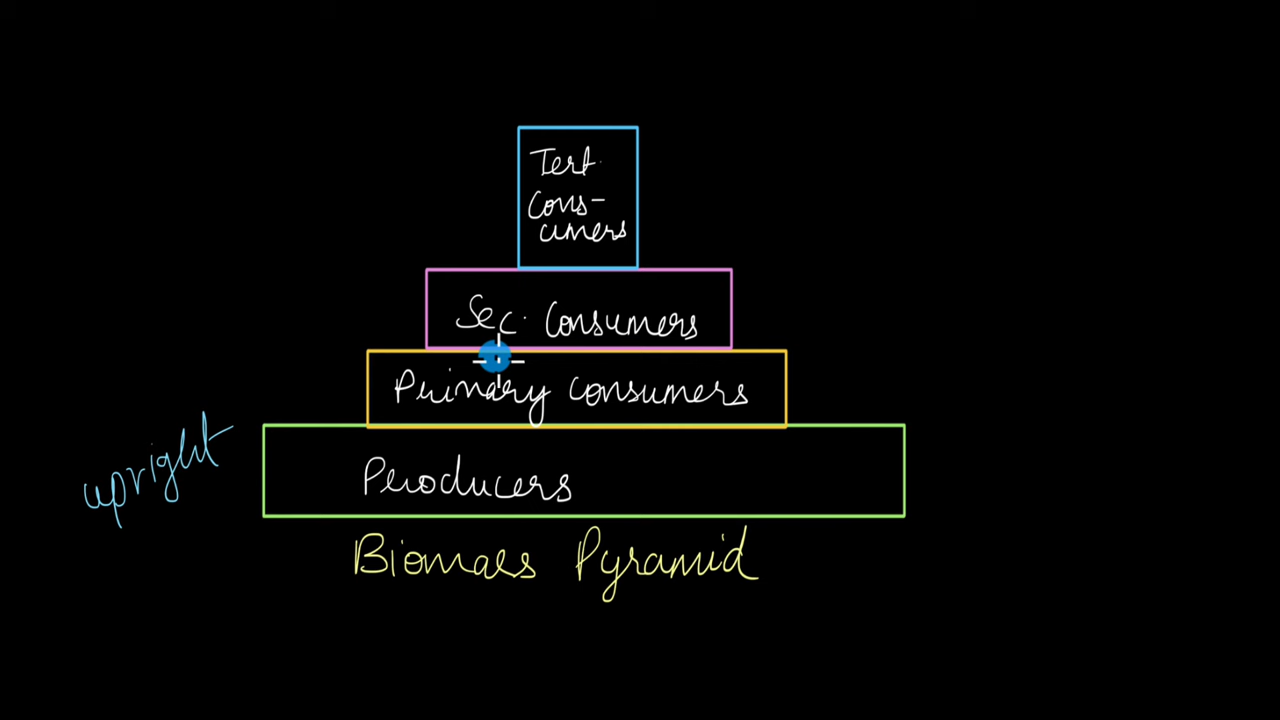 Tert.
Cons-
umers
Sec. Consumers
Primary consumers
Producers
upright
Biomass Pyramid